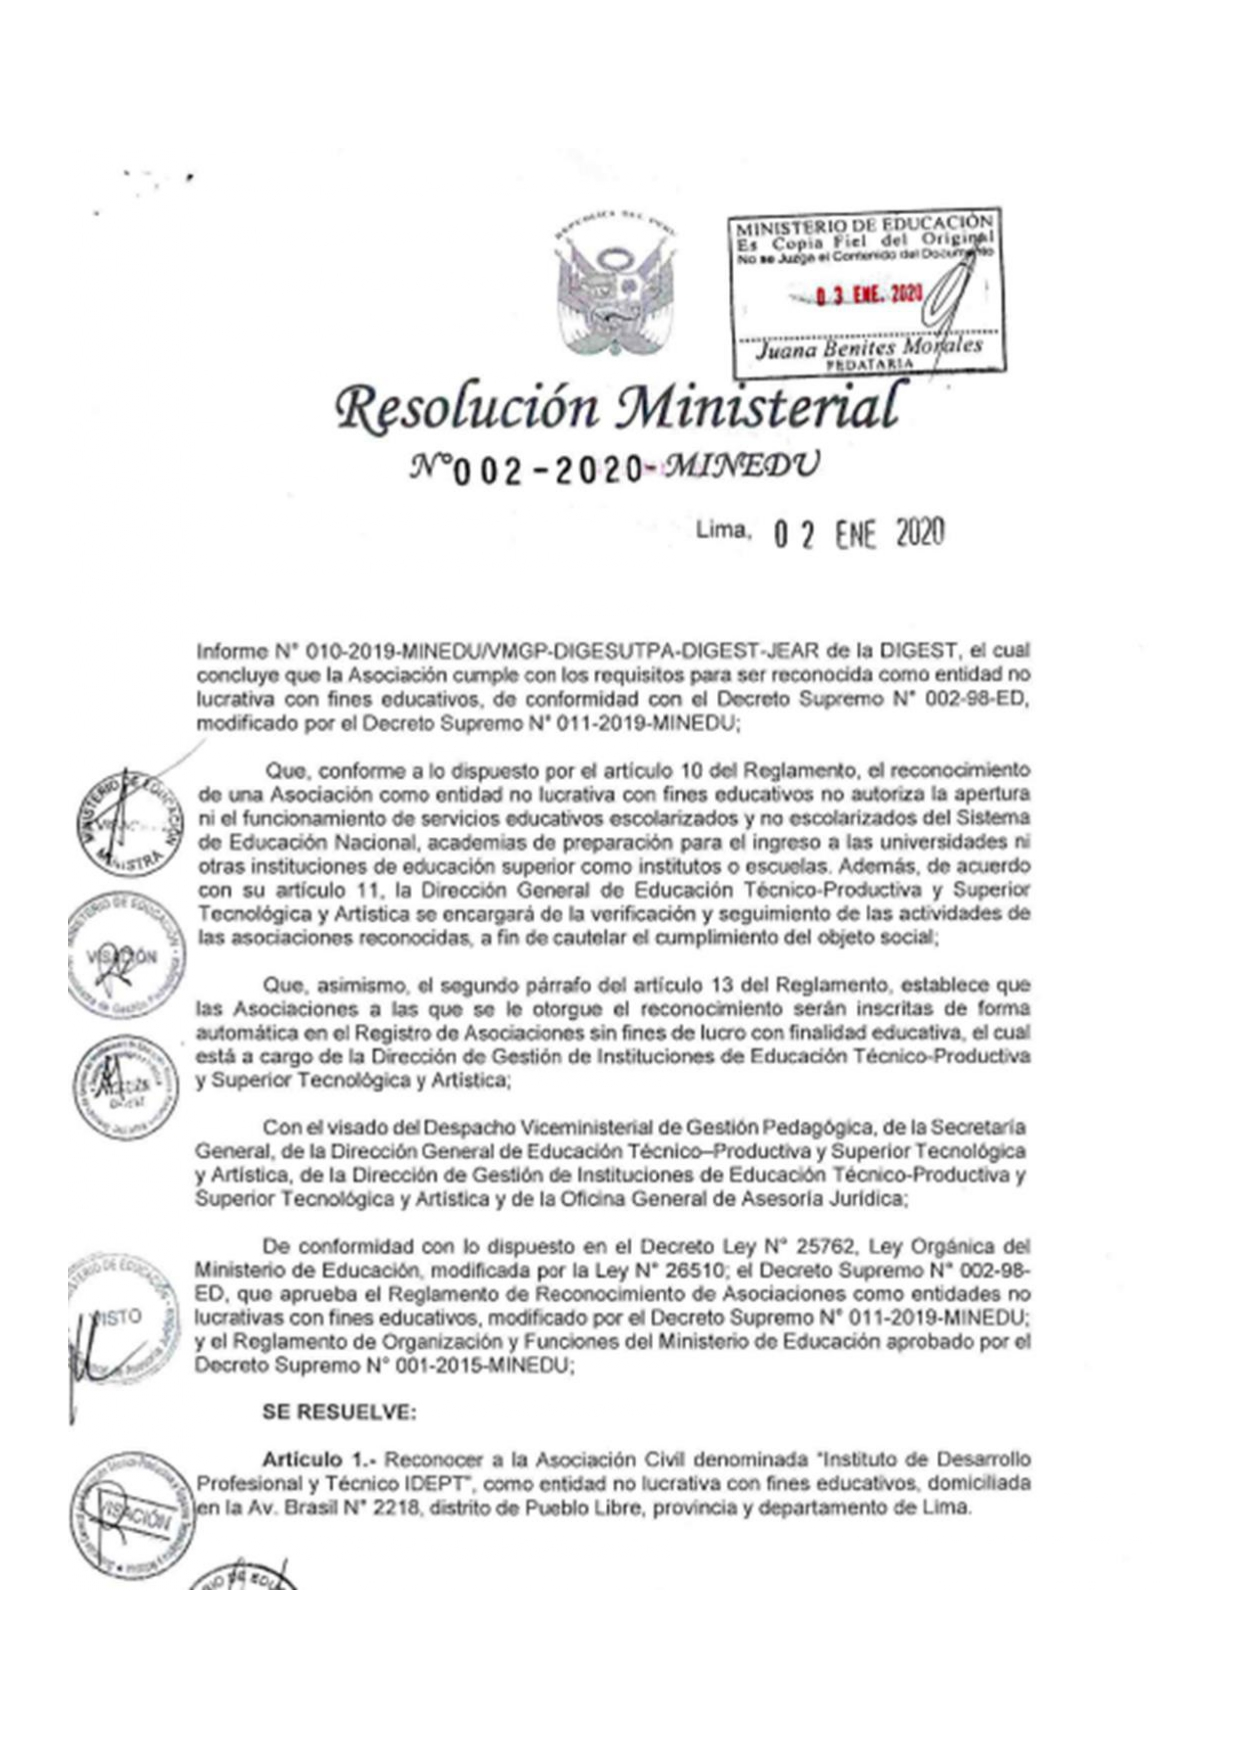 REPUBLICA DEL PERU
MINISTERIO DE EDUCACIÓN
Es Copia Fiel del Original
No se Juzga el Contenido del Documento
03 ENE. 2020
Juana Benites Morales
FEDATARIA
Resolución Ministerial
N°002-2020-MINEDU
Lima, 02 ENE 2020
Informe N° 010-2019-MINEDU/VMGP-DIGESUTPA-DIGEST-JEAR de la DIGEST, el cual
concluye que la Asociación cumple con los requisitos para ser reconocida como entidad no
lucrativa con fines educativos, de conformidad con el Decreto Supremo N° 002-98-ED,
modificado por el Decreto Supremo N° 011-2019-MINEDU;
Que, conforme a lo dispuesto por el artículo 10 del Reglamento, el reconocimiento
de una Asociación como entidad no lucrativa con fines educativos no autoriza la apertura
ni el funcionamiento de servicios educativos escolarizados y no escolarizados del Sistema
de Educación Nacional, academias de preparación para el ingreso a las universidades ni
otras instituciones de educación superior como institutos o escuelas. Además, de acuerdo
con su artículo 11, la Dirección General de Educación Técnico-Productiva y Superior
Tecnológica y Artística se encargará de la verificación y seguimiento de las actividades de
las asociaciones reconocidas, a fin de cautelar el cumplimiento del objeto social;
Que, asimismo, el segundo párrafo del artículo 13 del Reglamento, establece que
las Asociaciones a las que se le otorgue el reconocimiento serán inscritas de forma
automática en el Registro de Asociaciones sin fines de lucro con finalidad educativa, el cual
está a cargo de la Dirección de Gestión de Instituciones de Educación Técnico-Productiva
y Superior Tecnológica y Artística;
Con el visado del Despacho Viceministerial de Gestión Pedagógica, de la Secretaría
General, de la Dirección General de Educación Técnico–Productiva y Superior Tecnológica
y Artística, de la Dirección de Gestión de Instituciones de Educación Técnico-Productiva y
Superior Tecnológica y Artística y de la Oficina General de Asesoría Jurídica;
De conformidad con lo dispuesto en el Decreto Ley N° 25762, Ley Orgánica del
Ministerio de Educación, modificada por la Ley N° 26510; el Decreto Supremo N° 002-98-
ED, que aprueba el Reglamento de Reconocimiento de Asociaciones como entidades no
lucrativas con fines educativos, modificado por el Decreto Supremo N° 011-2019-MINEDU;
y el Reglamento de Organización y Funciones del Ministerio de Educación aprobado por el
Decreto Supremo N° 001-2015-MINEDU;
SE RESUELVE:
Artículo 1.- Reconocer a la Asociación Civil denominada "Instituto de Desarrollo
Profesional y Técnico IDEPT", como entidad no lucrativa con fines educativos, domiciliada
en la Av. Brasil N° 2218, distrito de Pueblo Libre, provincia y departamento de Lima.
MINISTERIO DE EDUCACIÓN
MINISTRA
MINISTERIO DE EDUCACIÓN
VISACIÓN
VISTO
VISACIÓN